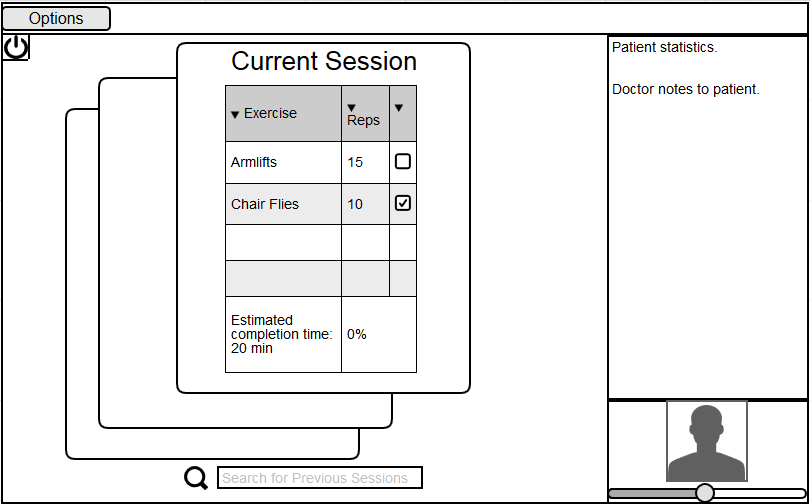 Options
Current Session
Exercise
Reps
Armlifts
15
Chair Flies
10
Estimated
completion time:
20 min
0%
Search for Previous Sessions
Patient statistics.
Doctor notes to patient.